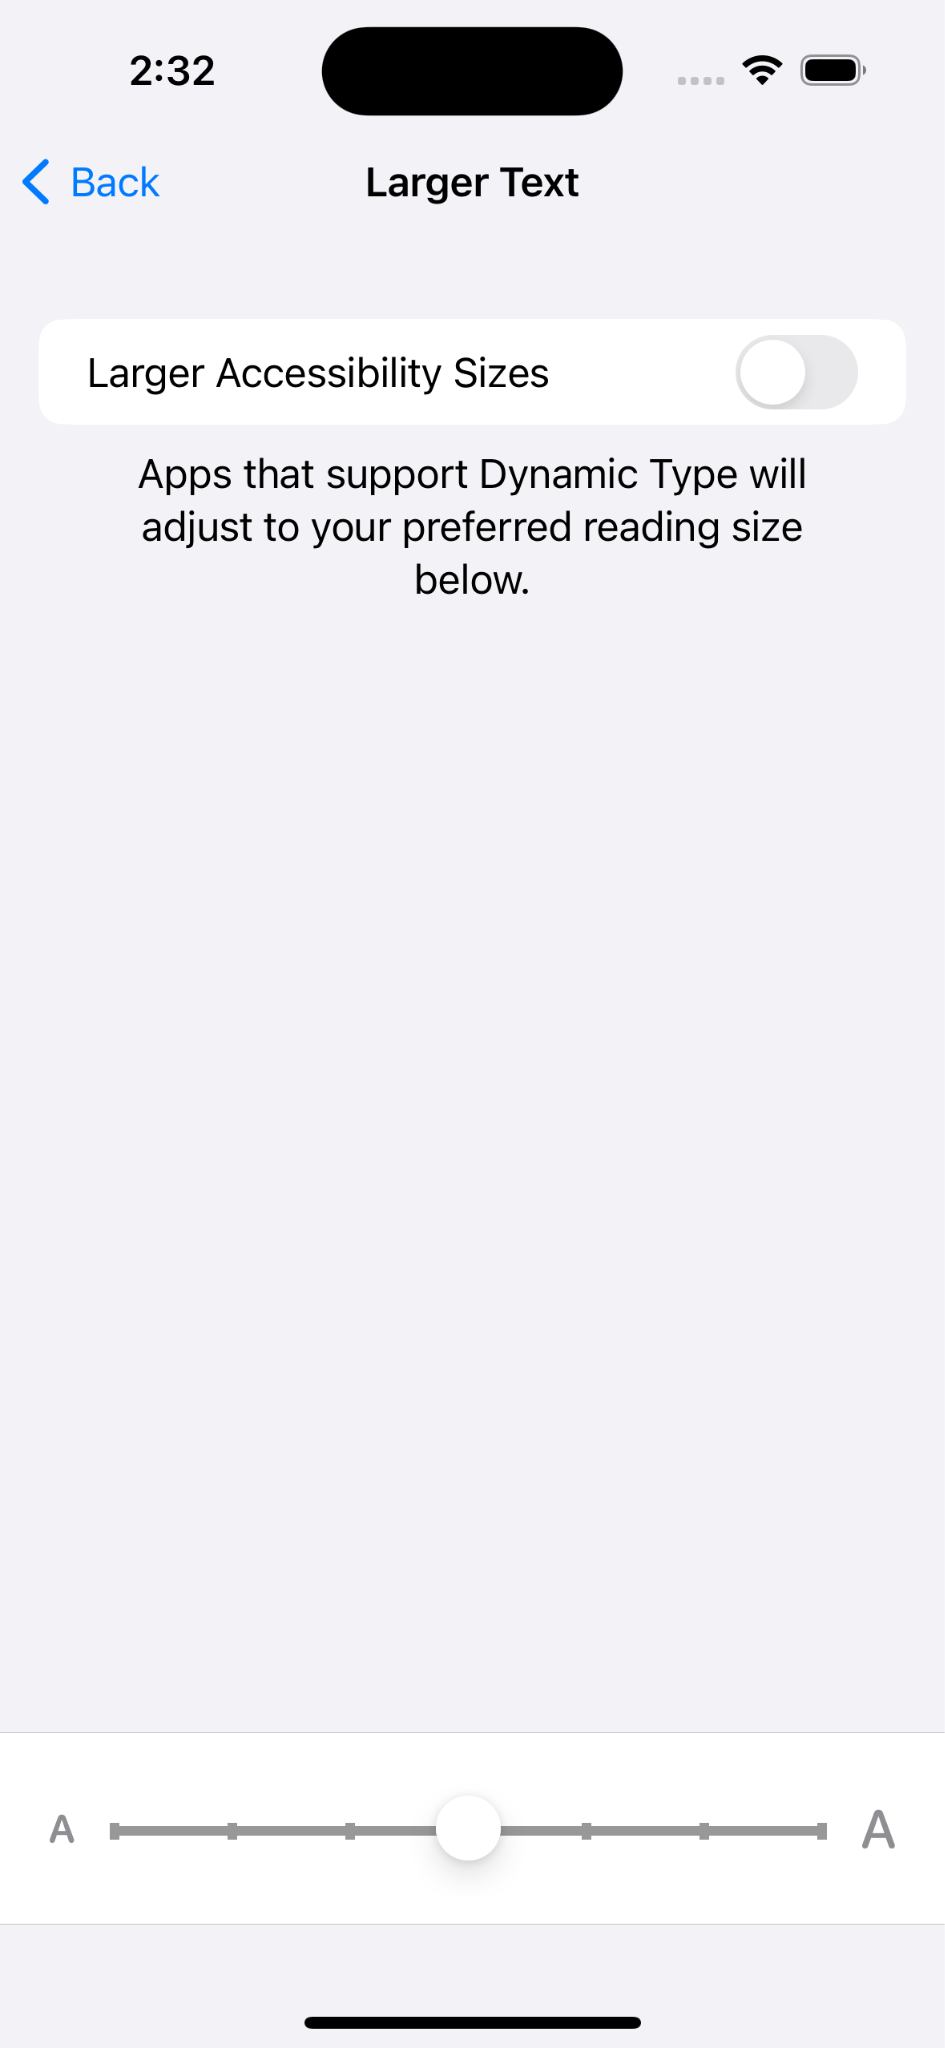 2:32
Back
Larger Text
Larger Accessibility Sizes
Apps that support Dynamic Type will
adjust to your preferred reading size
below.
A
A